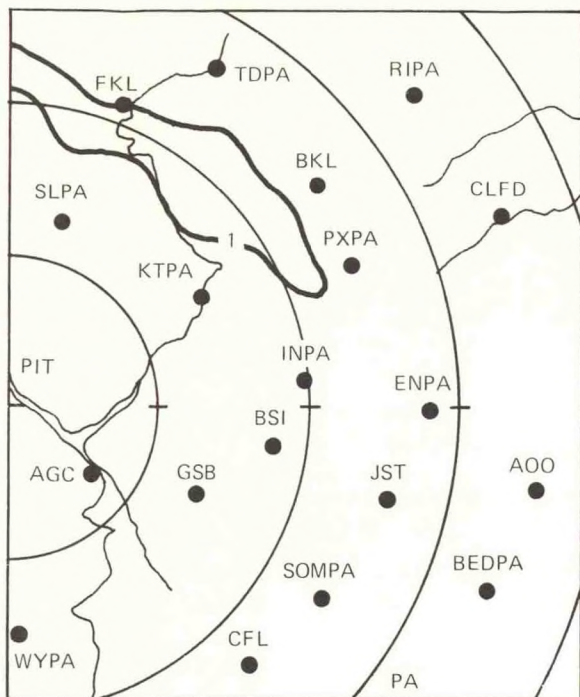 FKL
TDPA
RIPA
BKL
CLFD
SLPA
PXPA
1
KTPA
PIT
INPA
ENPA
BSI
AGC
GSB
JST
AOO
SOMPA
BEDPA
WYPA
CFL
PA